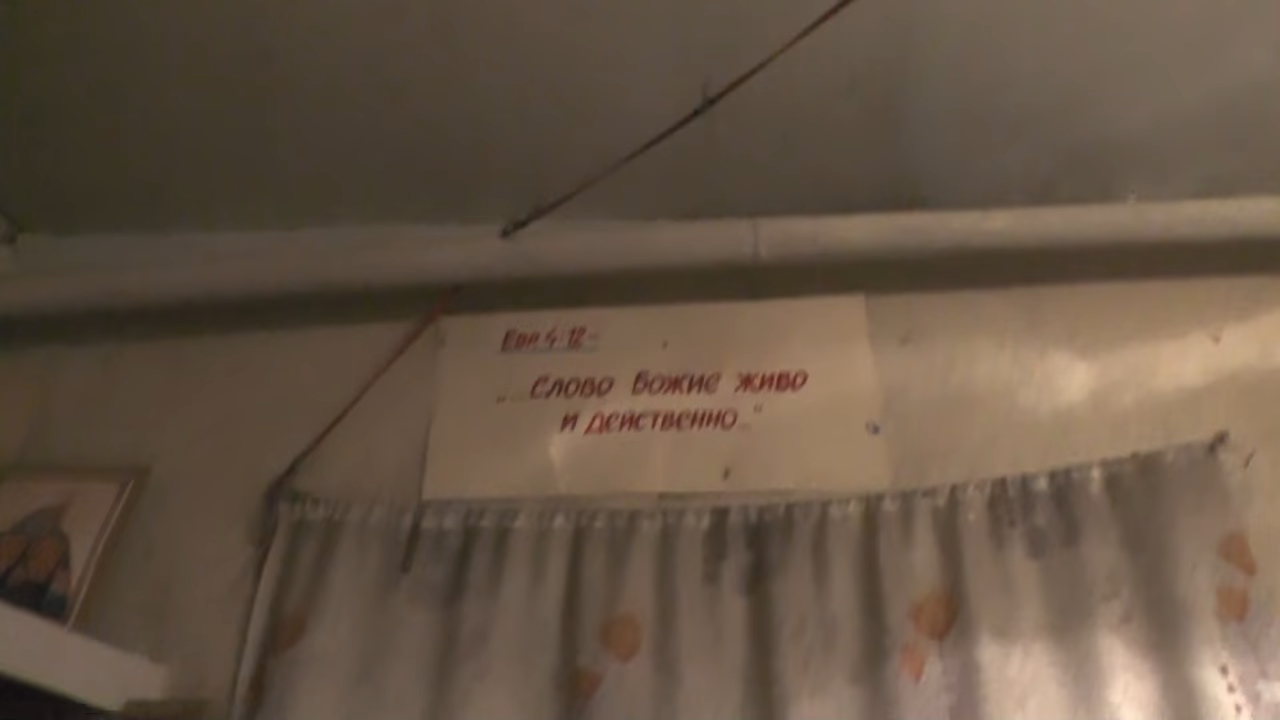 Евр. 4:12-
„ Слово Божие живо
и действенно.."